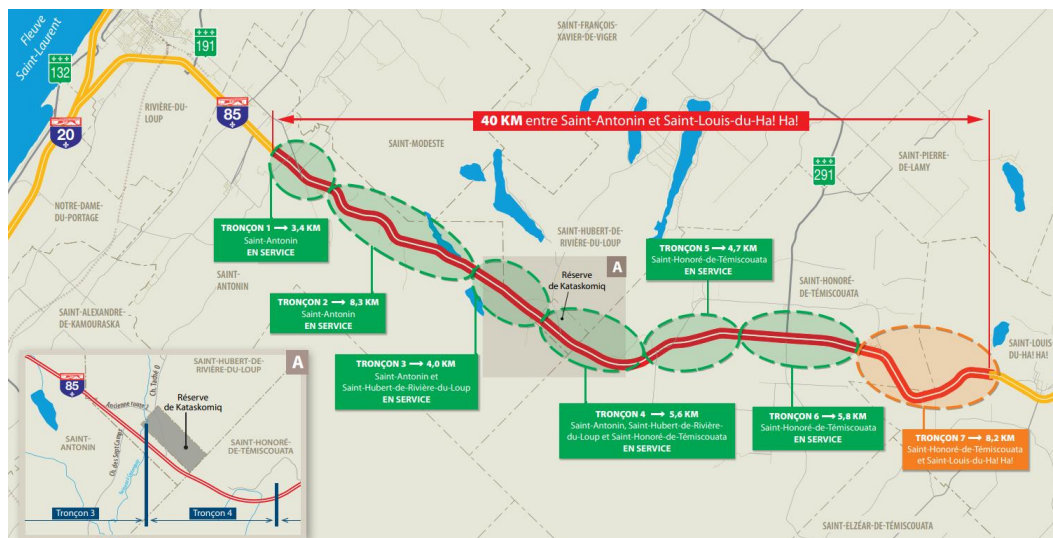 Fleuve
Saint-Laurent
132
191
20
85
RIVIÈRE-DU-
LOUP
NOTRE-DAME-
DU-PORTAGE
SAINT-ALEXANDRE-
DE-KAMOURASKA
SAINT-
ANTONIN
SAINT-MODESTE
SAINT-FRANÇOIS-
XAVIER-DE-VIGER
40 KM entre Saint-Antonin et Saint-Louis-du-Ha! Ha!
SAINT-PIERRE-
DE-LAMY
291
SAINT-HUBERT-DE-
RIVIÈRE-DU-LOUP
SAINT-HONORÉ-
DE-TÉMISCOUATA
SAINT-LOUIS-
DU-HA! HA!
SAINT-ELZÉAR-DE-TÉMISCOUATA
A
Réserve
de Kataskomiq
TRONÇON 1 → 3,4 KM
Saint-Antonin
EN SERVICE
TRONÇON 2 → 8,3 KM
Saint-Antonin
EN SERVICE
TRONÇON 3 → 4,0 KM
Saint-Antonin et
Saint-Hubert-de-Rivière-du-Loup
EN SERVICE
TRONÇON 4 → 5,6 KM
Saint-Antonin, Saint-Hubert-de-Rivière-
du-Loup et Saint-Honoré-de-Témiscouata
EN SERVICE
TRONÇON 5 → 4,7 KM
Saint-Honoré-de-Témiscouata
EN SERVICE
TRONÇON 6 → 5,8 KM
Saint-Honoré-de-Témiscouata
EN SERVICE
TRONÇON 7 → 8,2 KM
Saint-Honoré-de-Témiscouata
et Saint-Louis-du-Ha! Ha!
A
SAINT-HUBERT-DE-
RIVIÈRE-DU-LOUP
85
Ancienne route 2
Ch. Taché O
Réserve
de Kataskomiq
SAINT-
ANTONIN
Ch. des Sept Camps
SAINT-HONORÉ-
DE-TÉMISCOUATA
Tronçon 3
Tronçon 4